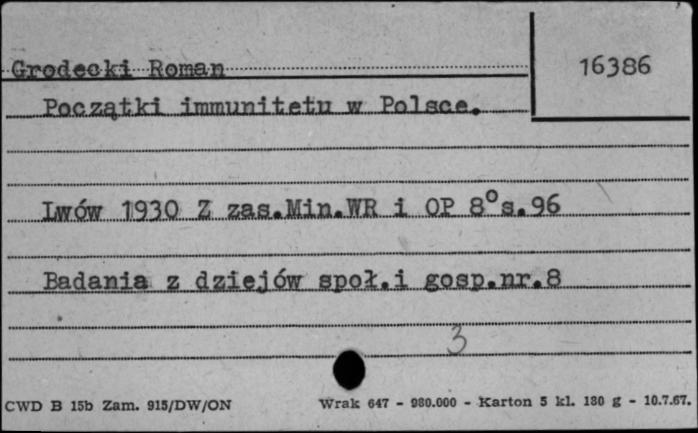 16386
Grodecki Roman
Początki immunitetu w Polsce.
Lwów 1930 Z zas.Min.WR i OP 8°s.96
Badania z dziejów społ.i gosp.nr.8
3
CWD B 15b Zam. 915/DW/ON Wrak 647 - 980.000 - Karton 5 kl. 180 g - 10.7.67.